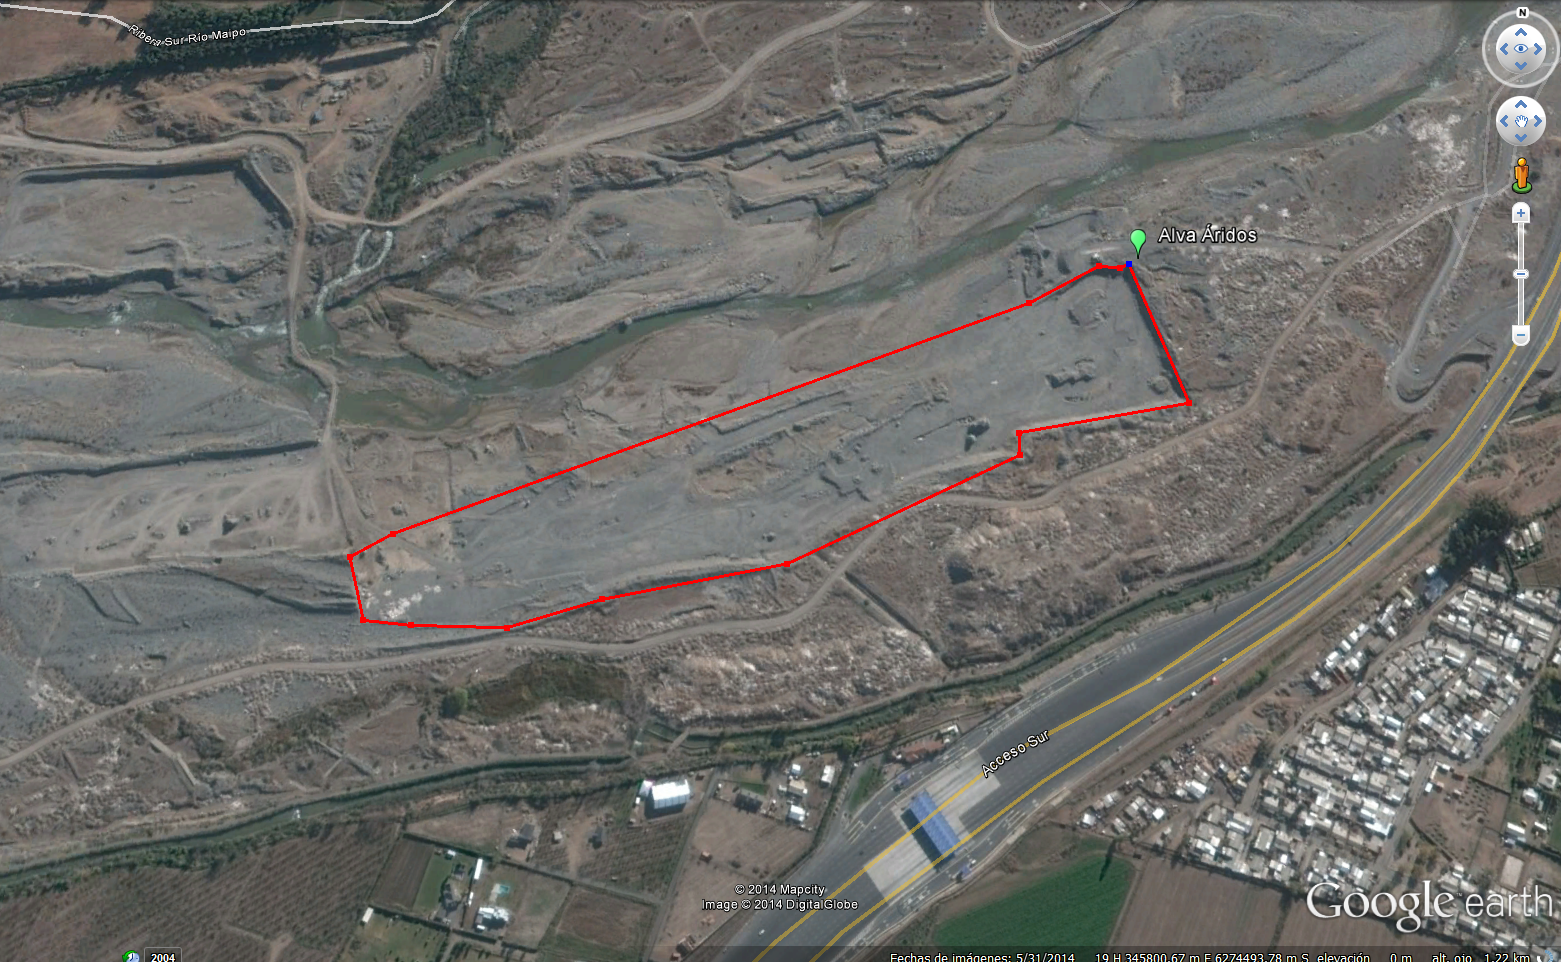 Ribera Sur Río Maipo
N
Alva Áridos
Acceso Sur
© 2014 Mapcity
Image © 2014 DigitalGlobe
Google earth
2004
Fechas de imágenes: 5/31/2014 19 H 345800.67 m E 6274493.78 m S elevación 0 m alt. ojo 1.22 km